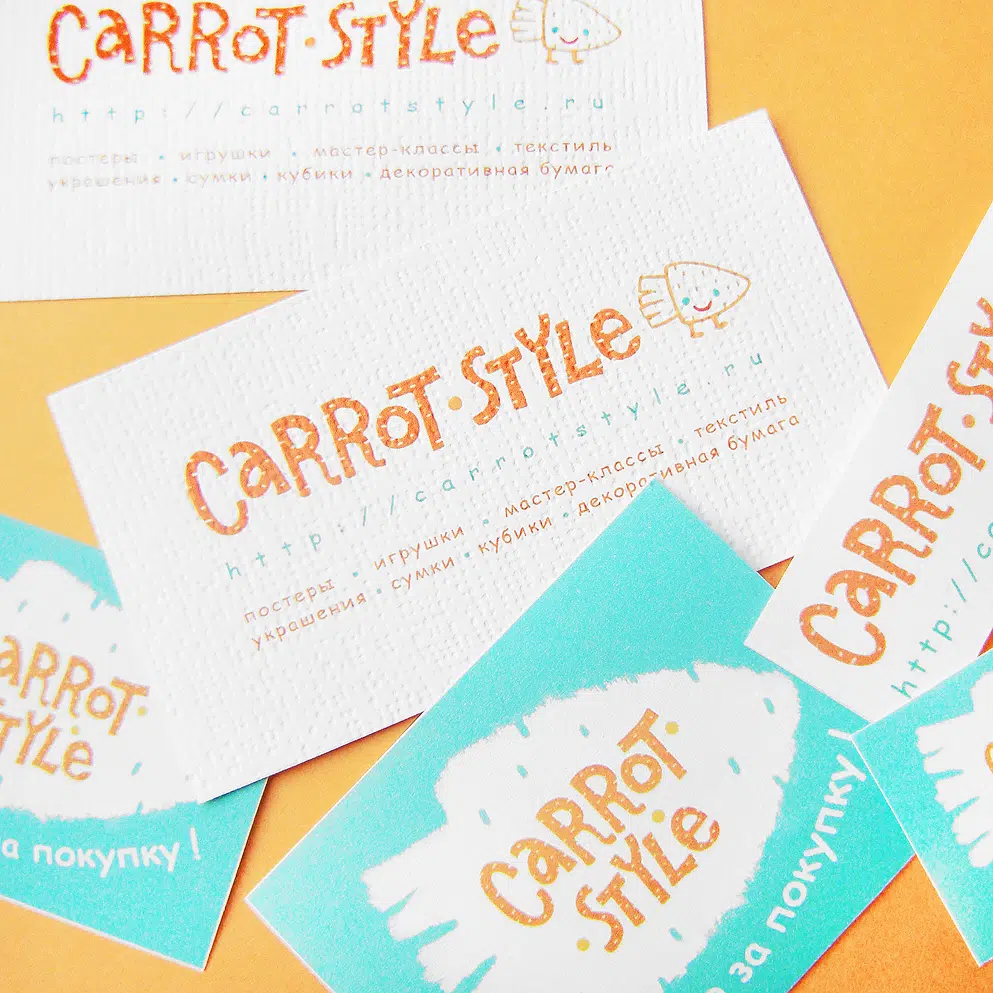 CARROT·STYLE
http://carrotstyle.ru
постеры · игрушки · мастер-классы · текстиль
украшения · сумки · кубики · декоративная
CARROT·STYLE
http://carrotstyle.ru
постеры · игрушки · мастер-классы · текстиль
украшения · сумки · кубики · декоративная бумага
CARROT·
http://c
ARROT·
STYLE
а покупку!
CARROT·
·STYLE
за покупку!